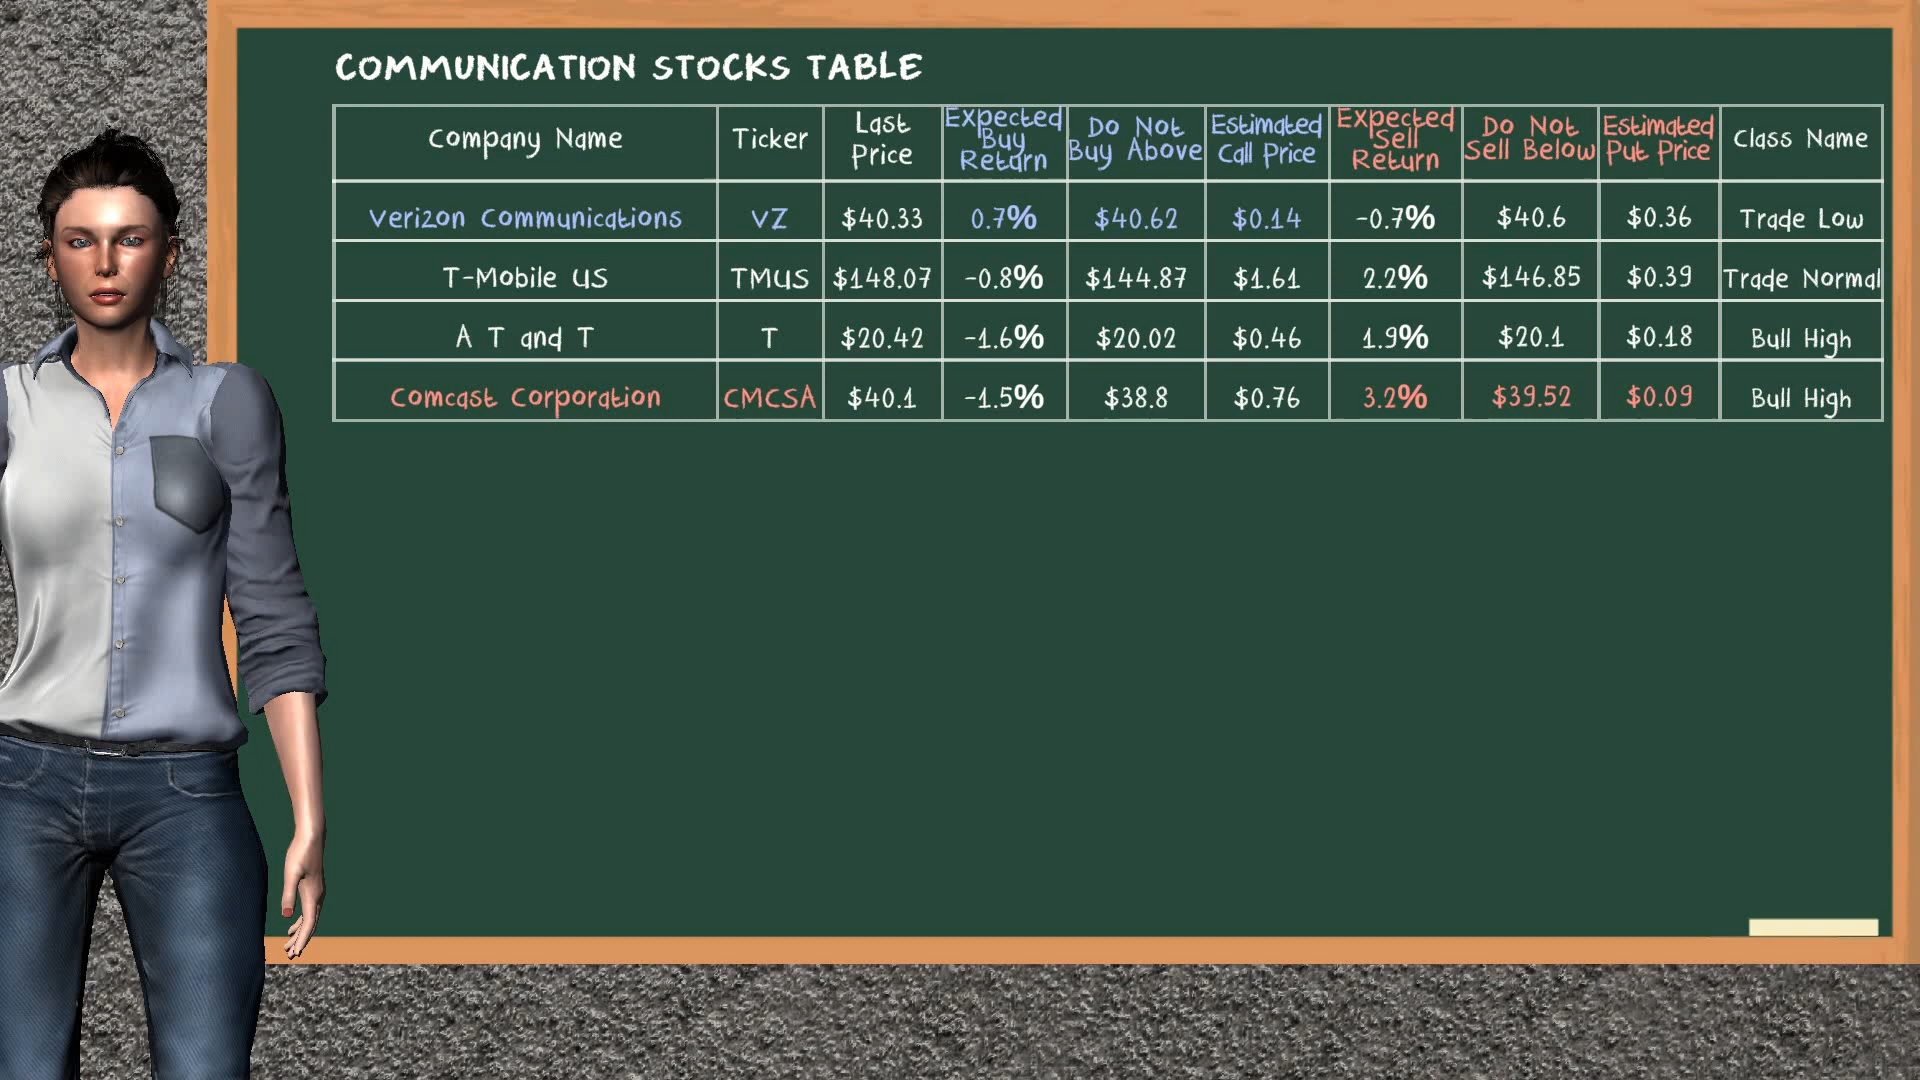 COMMUNICATION STOCKS TABLE
Company Name Ticker Last Price Expected Buy Return Do Not Buy Above Estimated Call Price Expected Sell Return Do Not Sell Below Estimated Put Price Class Name
Verizon Communications VZ $40.33 0.7% $40.62 $0.14 -0.7% $40.6 $0.36 Trade Low
T-Mobile US TMUS $148.07 -0.8% $144.87 $1.61 2.2% $146.85 $0.39 Trade Normal
A T and T T $20.42 -1.6% $20.02 $0.46 1.9% $20.1 $0.18 Bull High
Comcast Corporation CMCSA $40.1 -1.5% $38.8 $0.76 3.2% $39.52 $0.09 Bull High